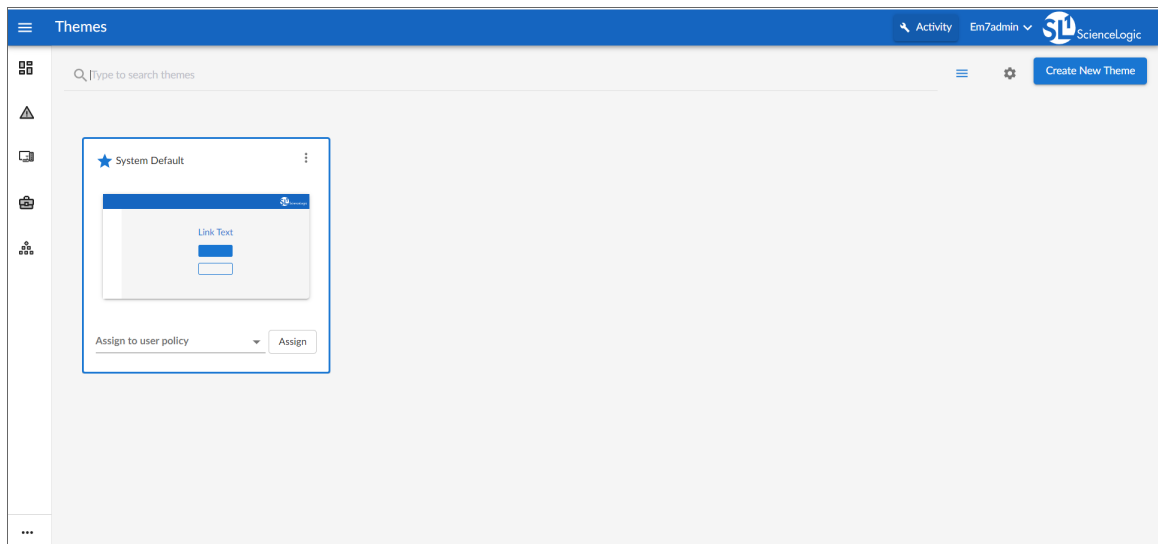 Themes
Activity
Em7admin
SL1 ScienceLogic
Type to search themes
Create New Theme
System Default
Link Text
Assign to user policy
Assign